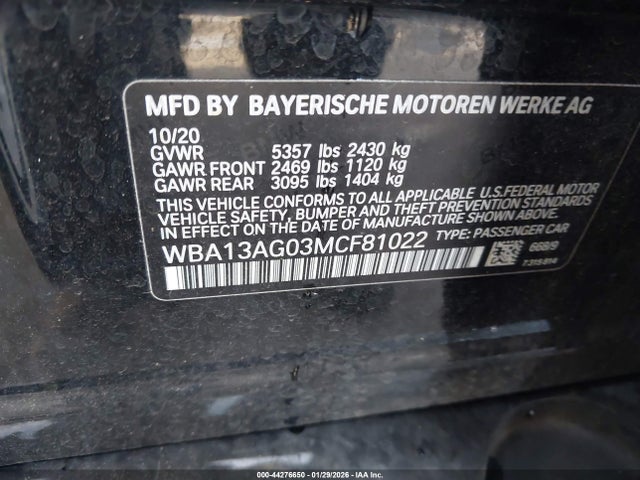 MFD BY BAYERISCHE MOTOREN WERKE AG
10/20
GVWR 5357 lbs 2430 kg
GAWR FRONT 2469 lbs 1120 kg
GAWR REAR 3095 lbs 1404 kg
THIS VEHICLE CONFORMS TO ALL APPLICABLE U.S.FEDERAL MOTOR
VEHICLE SAFETY, BUMPER AND THEFT PREVENTION STANDARDS
IN EFFECT ON THE DATE OF MANUFACTURE SHOWN ABOVE.
WBA13AG03MCF81022 TYPE: PASSENGER CAR
668/9
7315914
000-44276650 - 01/29/2026 - IAA Inc.